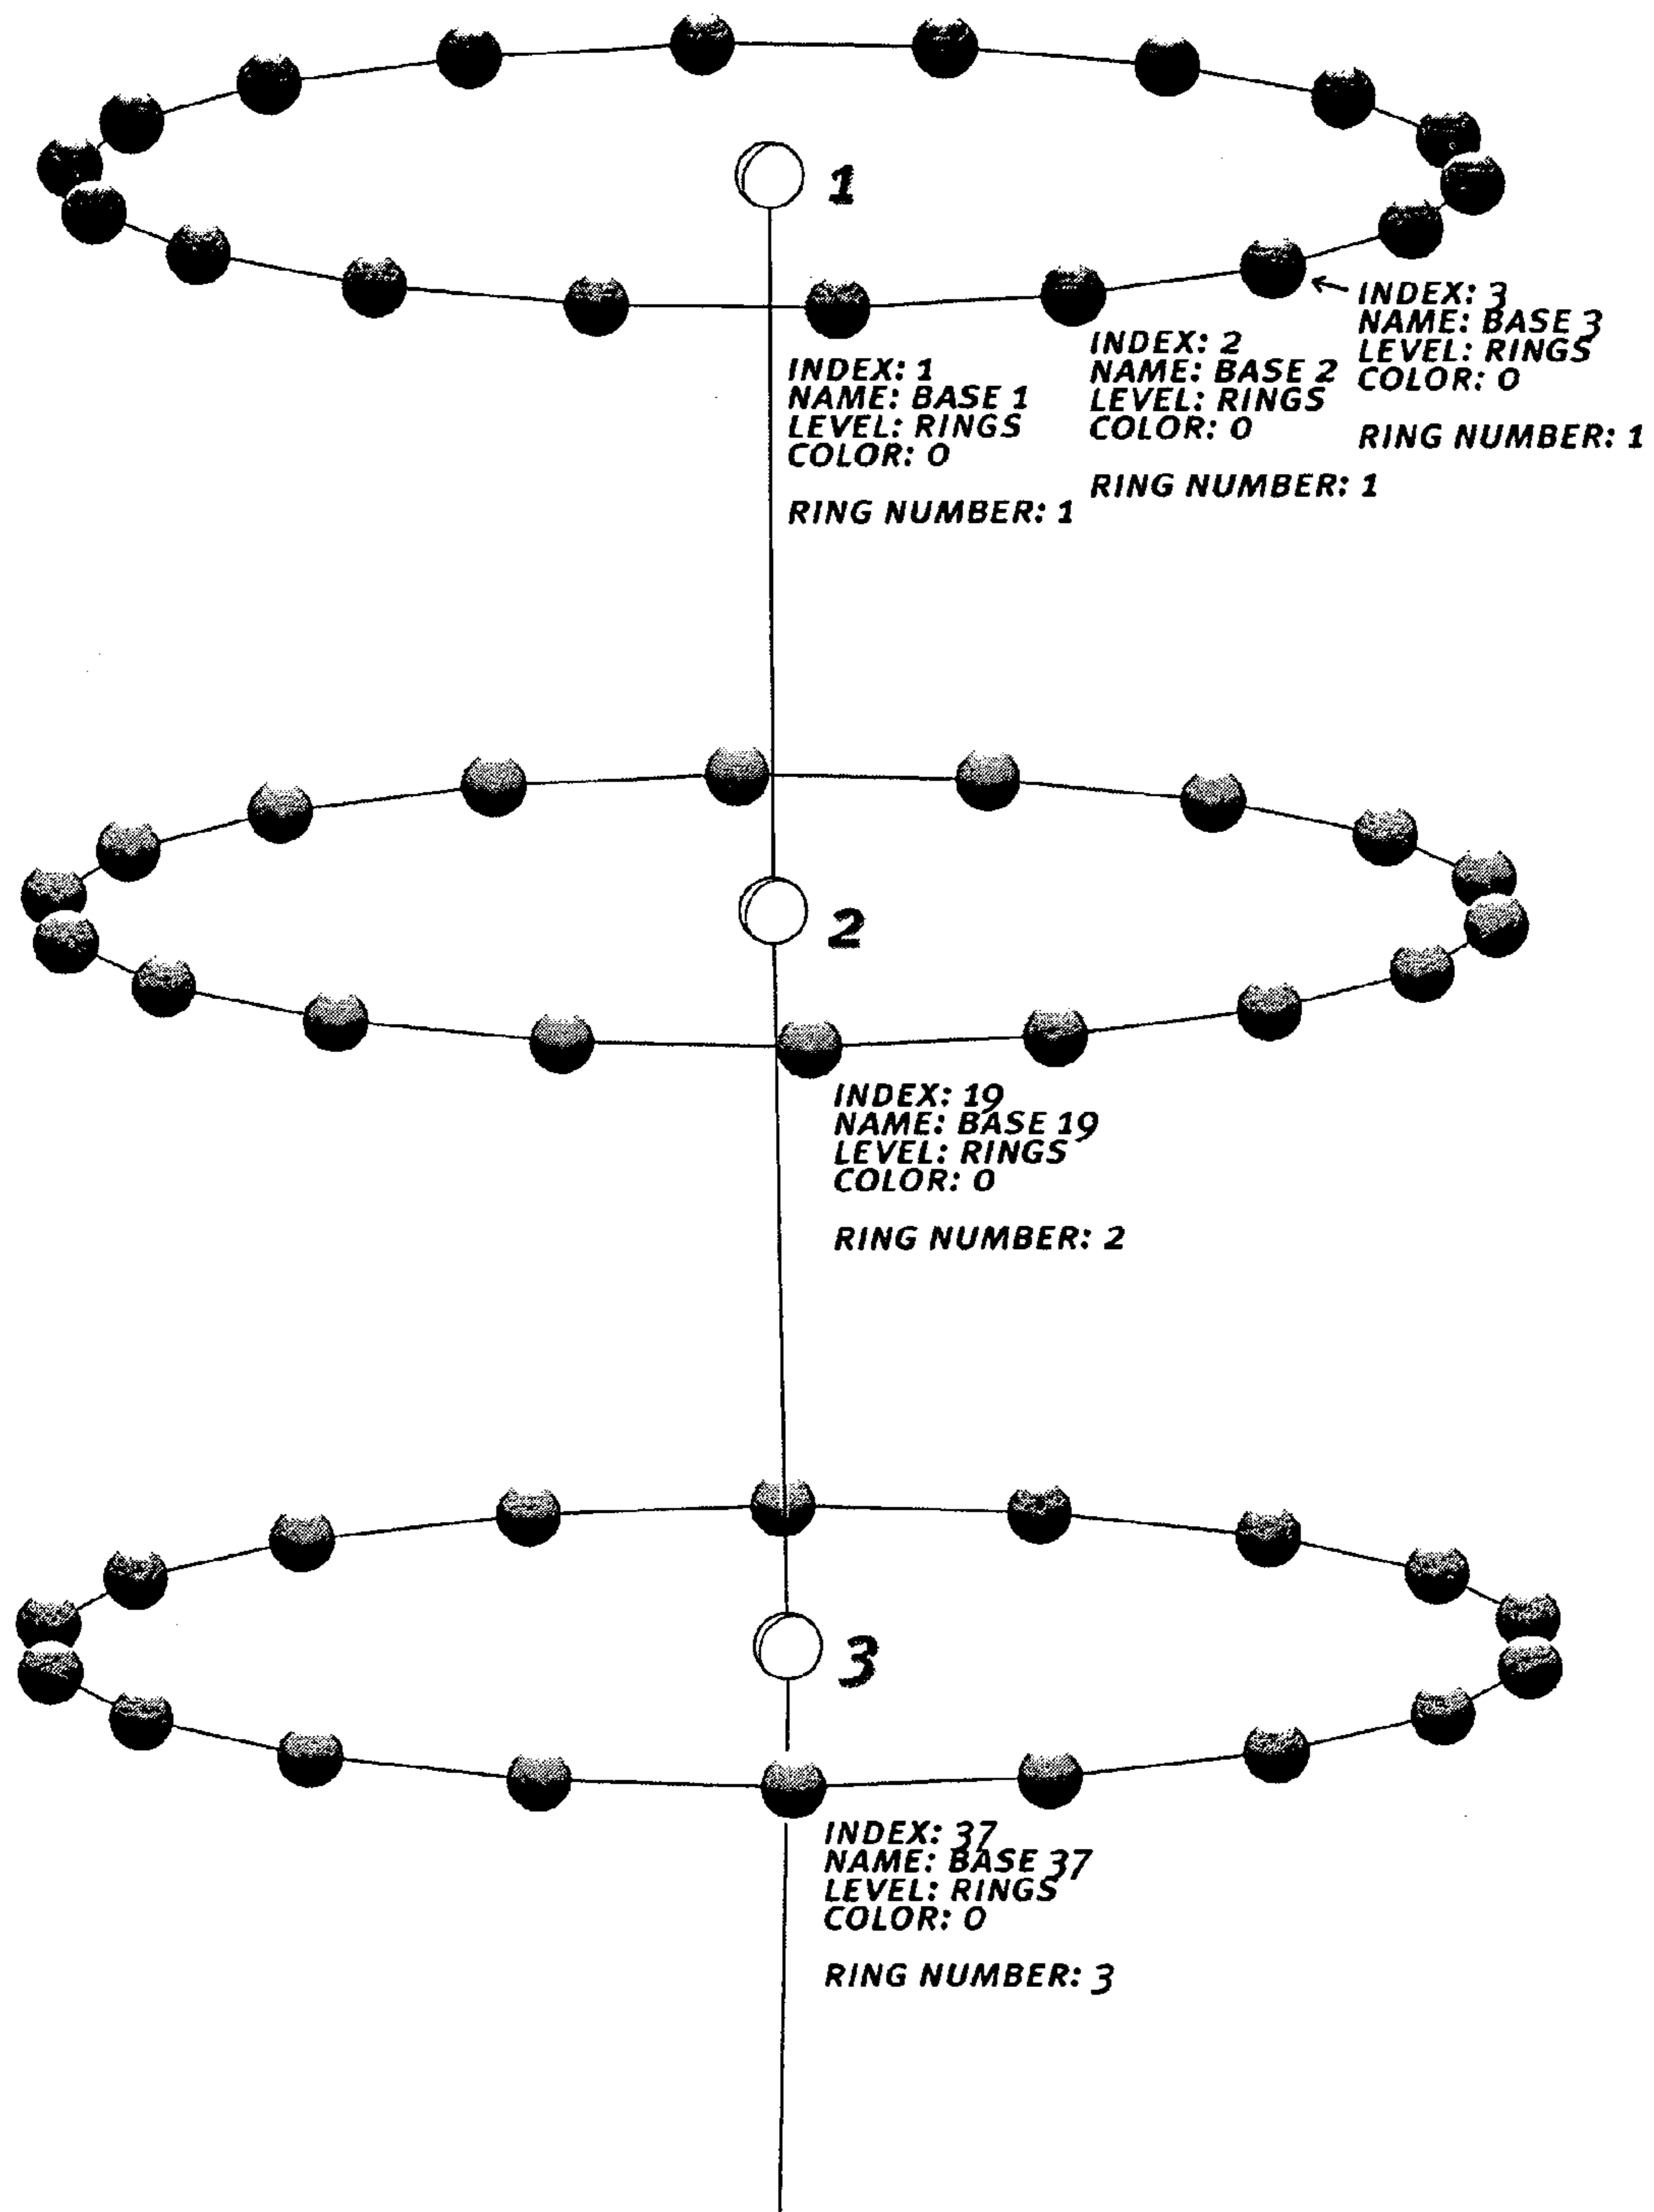 1
INDEX: 1
NAME: BASE 1
LEVEL: RINGS
COLOR: 0
RING NUMBER: 1
INDEX: 2
NAME: BASE 2
LEVEL: RINGS
COLOR: 0
RING NUMBER: 1
INDEX: 3
NAME: BASE 3
LEVEL: RINGS
COLOR: 0
RING NUMBER: 1
2
INDEX: 19
NAME: BASE 19
LEVEL: RINGS
COLOR: 0
RING NUMBER: 2
3
INDEX: 37
NAME: BASE 37
LEVEL: RINGS
COLOR: 0
RING NUMBER: 3